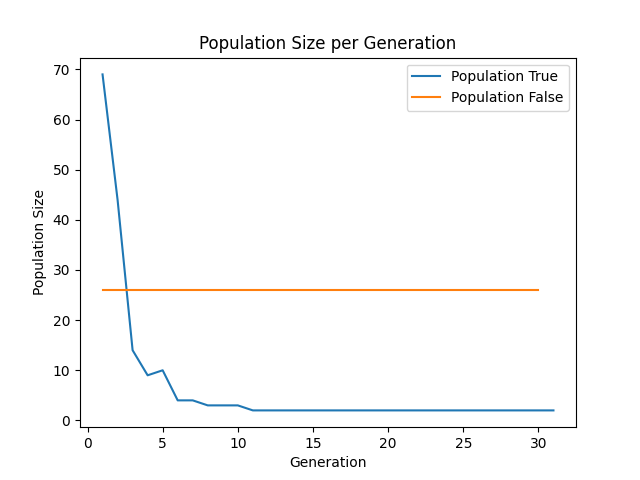 Population Size per Generation
Population True
Population False
70
60
50
40
30
20
10
0
Population Size
0 5 10 15 20 25 30
Generation